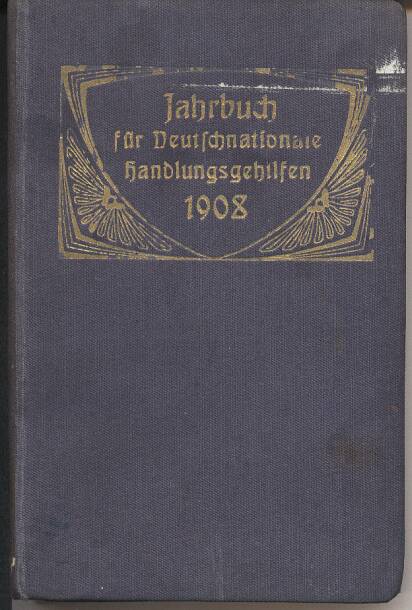 Jahrbuch
für Deutſchnationale
Handlungsgehilfen
1908